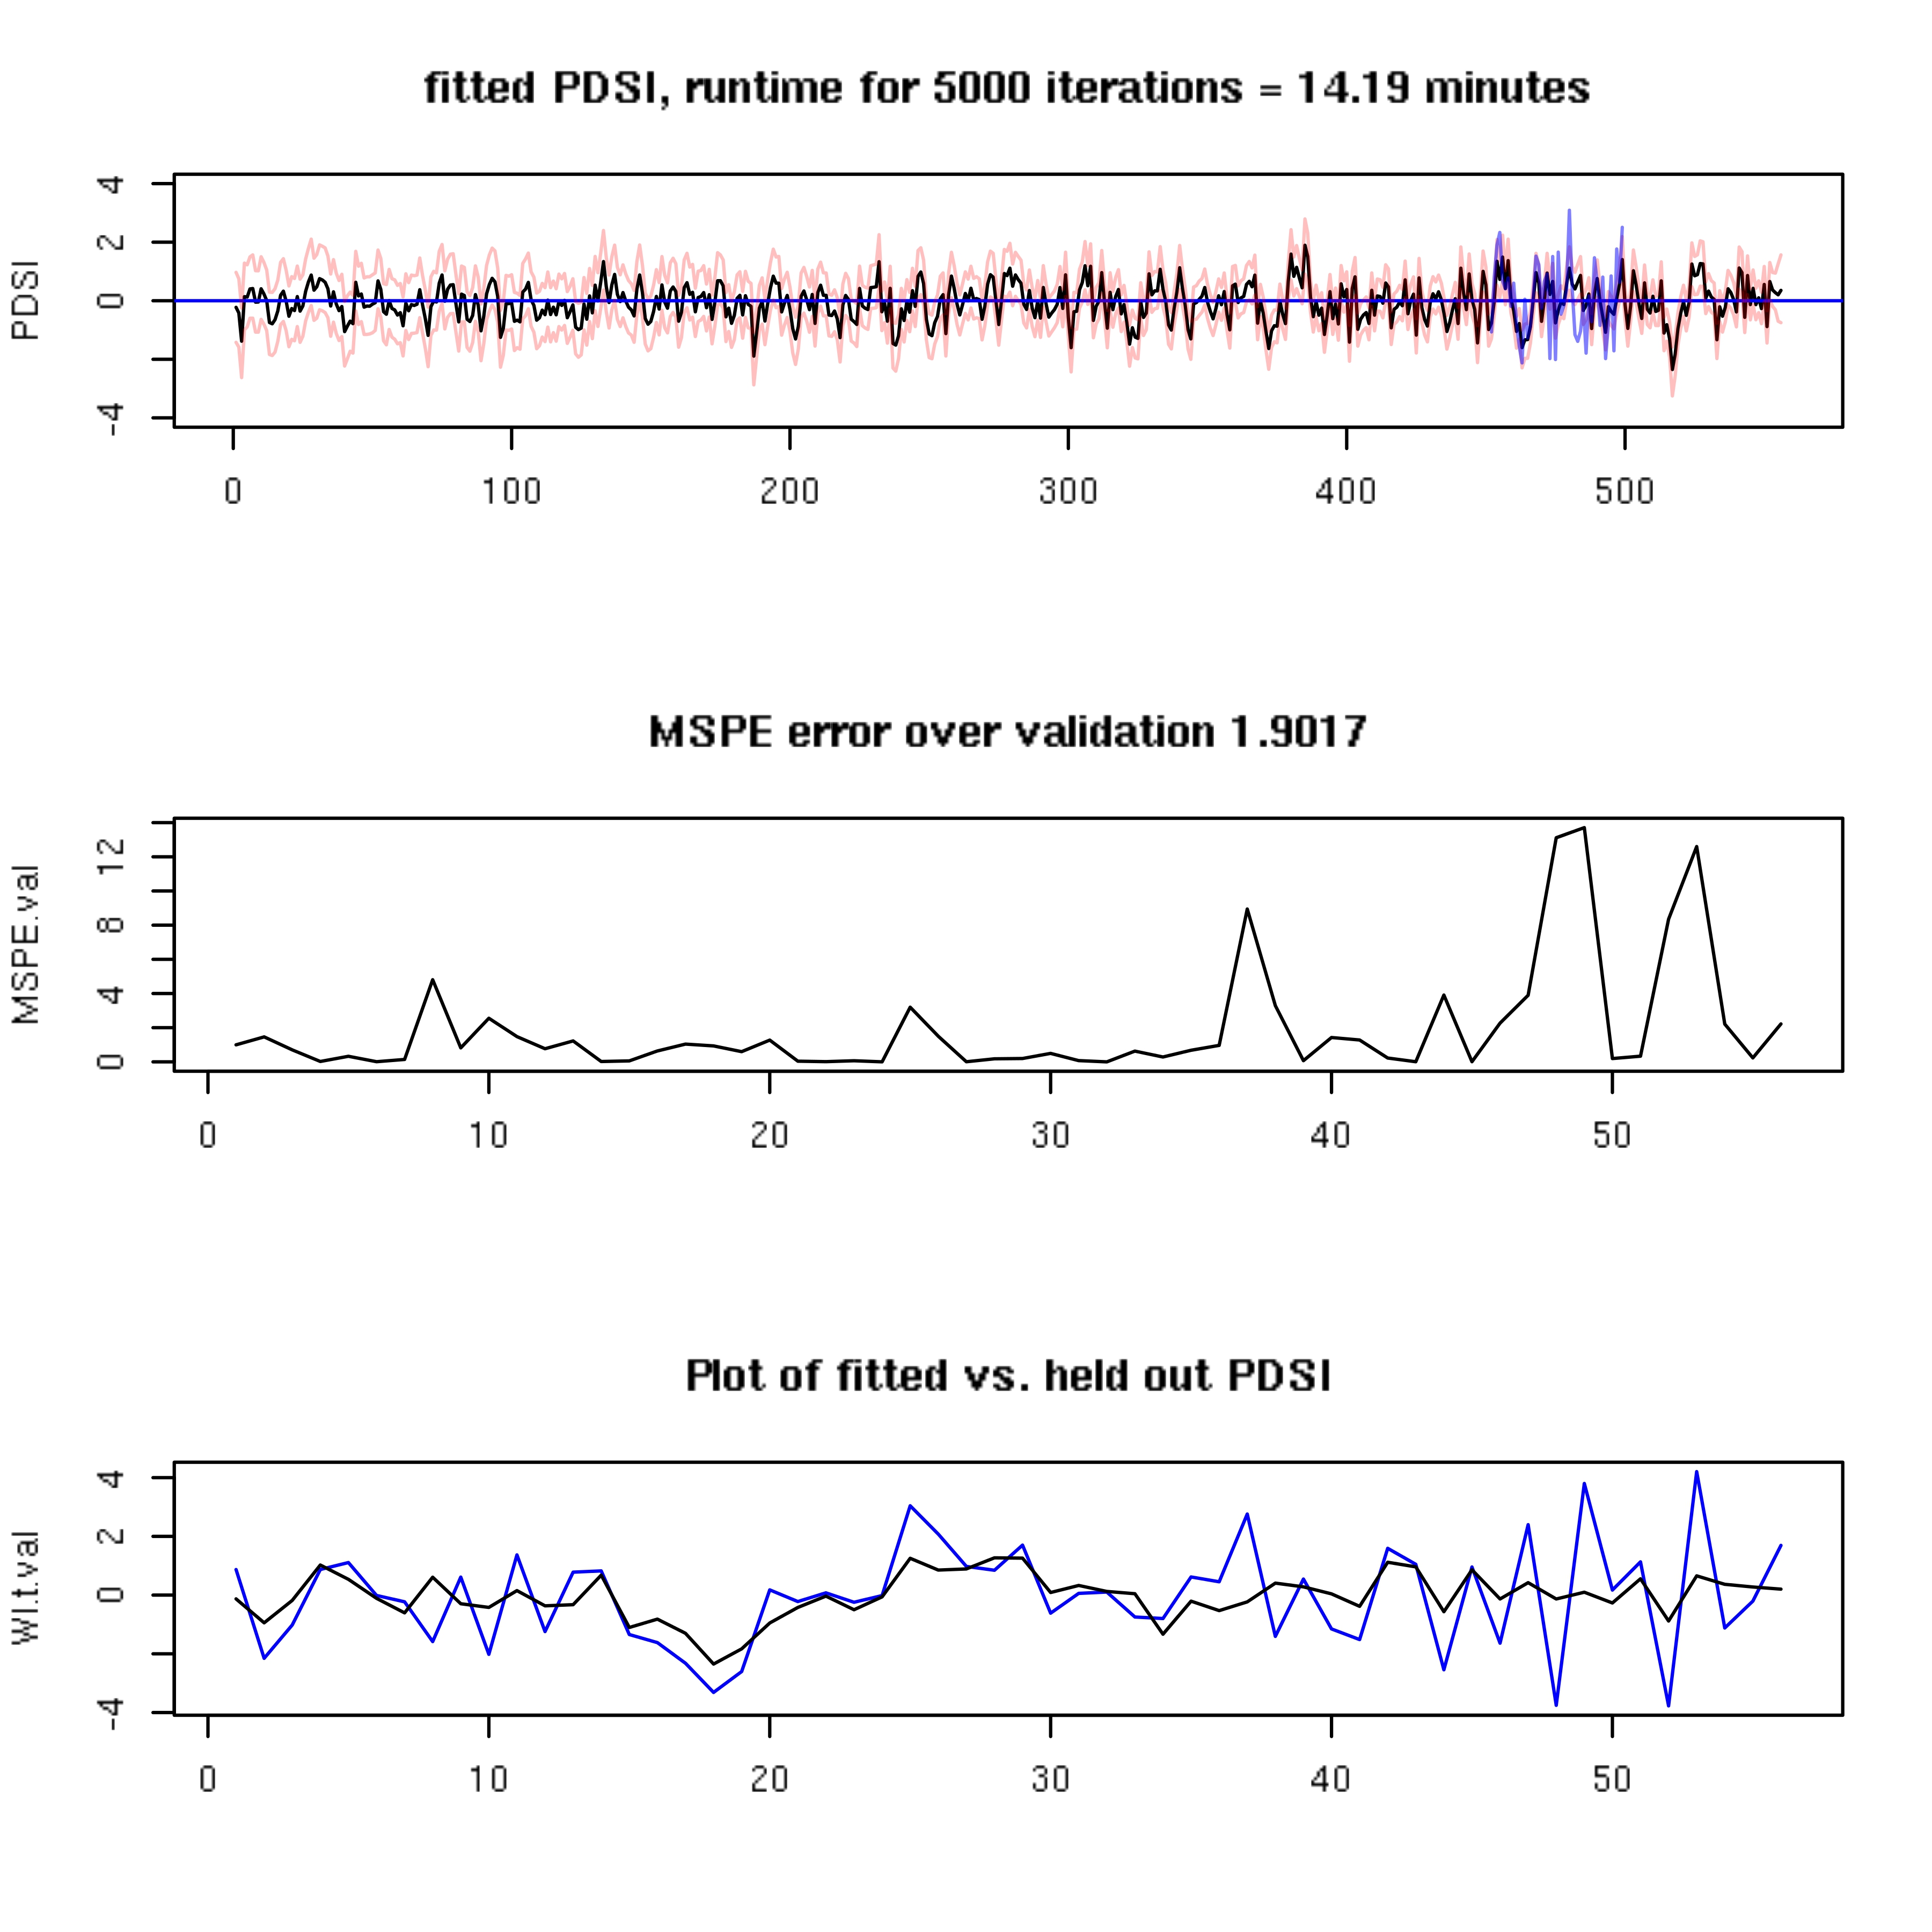 fitted PDSI, runtime for 5000 iterations = 14.19 minutes
PDSI
4
2
0
-4
0 100 200 300 400 500
MSPE error over validation 1.9017
MSPE.val
12
8
4
0
0 10 20 30 40 50
Plot of fitted vs. held out PDSI
WI.t.val
4
2
0
-4
0 10 20 30 40 50